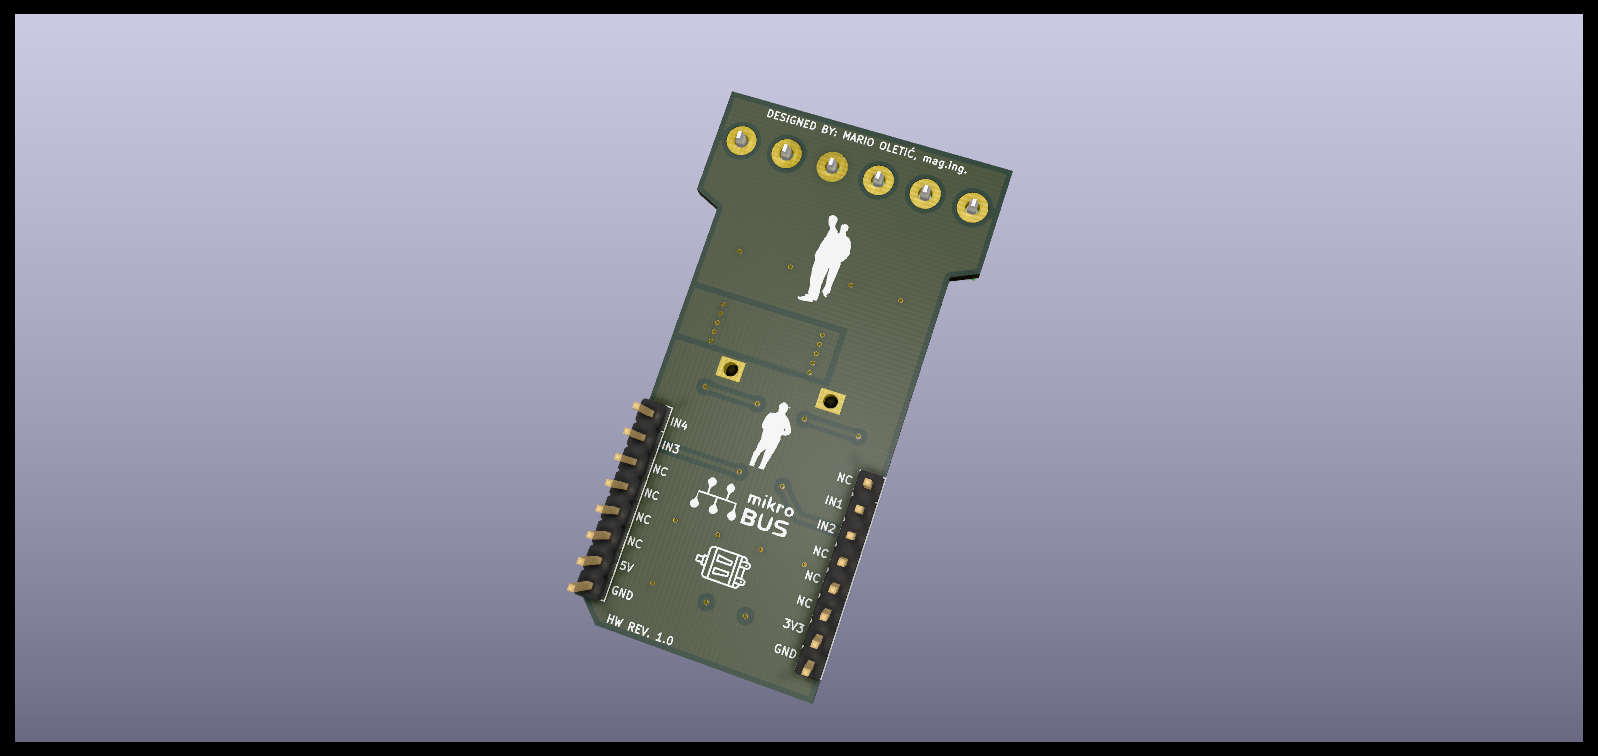 DESIGNED BY: MARIO OLETIĆ, mag.ing.
IN4
IN3
NC
NC
NC
NC
5V
GND
NC
IN1
IN2
NC
NC
NC
3V3
GND
mikro
BUS
HW REV. 1.0